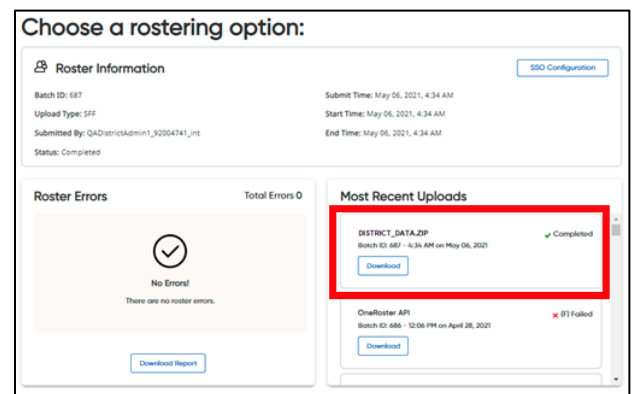 Choose a rostering option:
Roster Information
SSO Configuration
Batch ID: 687
Submit Time: May 06, 2021, 4:34 AM
Upload Type: SFF
Start Time: May 06, 2021, 4:34 AM
Submitted By: QADistrictAdmin1_92004741_int
End Time: May 06, 2021, 4:34 AM
Status: Completed
Roster Errors
Total Errors 0
No Errors!
There are no roster errors.
Download Report
Most Recent Uploads
DISTRICT_DATA.ZIP
Completed
Batch ID: 687 - 4:34 AM on May 06, 2021
Download
OneRoster API
(F) Failed
Batch ID: 686 - 12:06 PM on April 28, 2021
Download